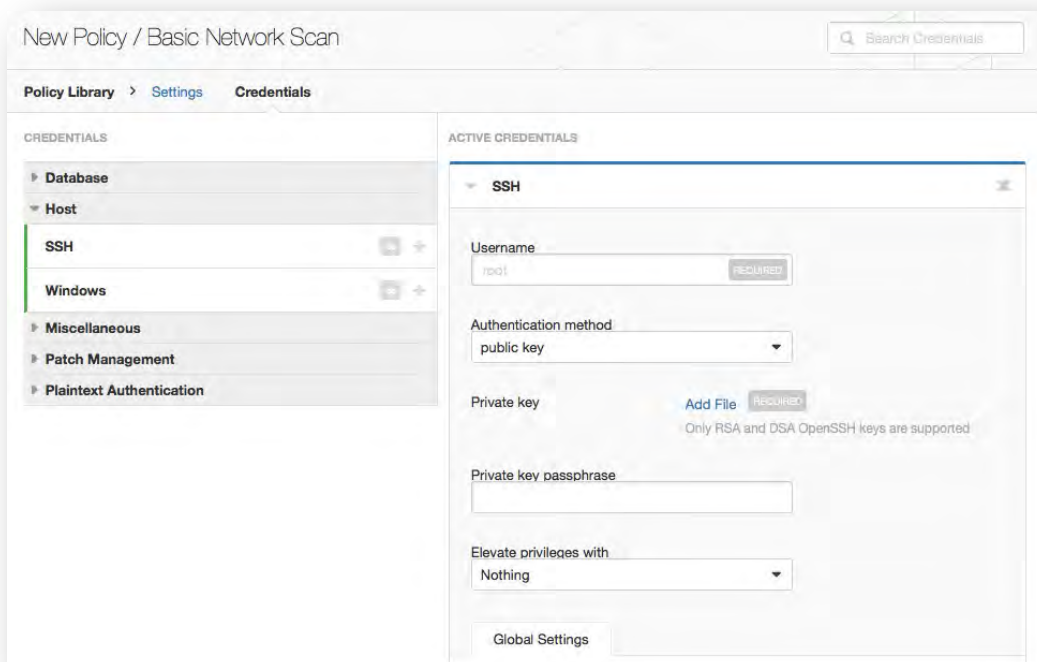 New Policy / Basic Network Scan
Search Credentials
Policy Library > Settings Credentials
CREDENTIALS
Database
Host
SSH
Windows
Miscellaneous
Patch Management
Plaintext Authentication
ACTIVE CREDENTIALS
SSH
Username
root
REQUIRED
Authentication method
public key
Private key
Add File
REQUIRED
Only RSA and DSA OpenSSH keys are supported
Private key passphrase
Elevate privileges with
Nothing
Global Settings